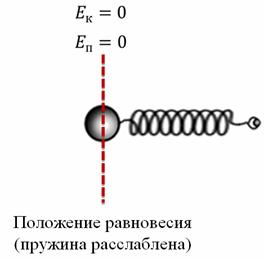 Eк = 0
Eп = 0
Положение равновесия
(пружина расслаблена)